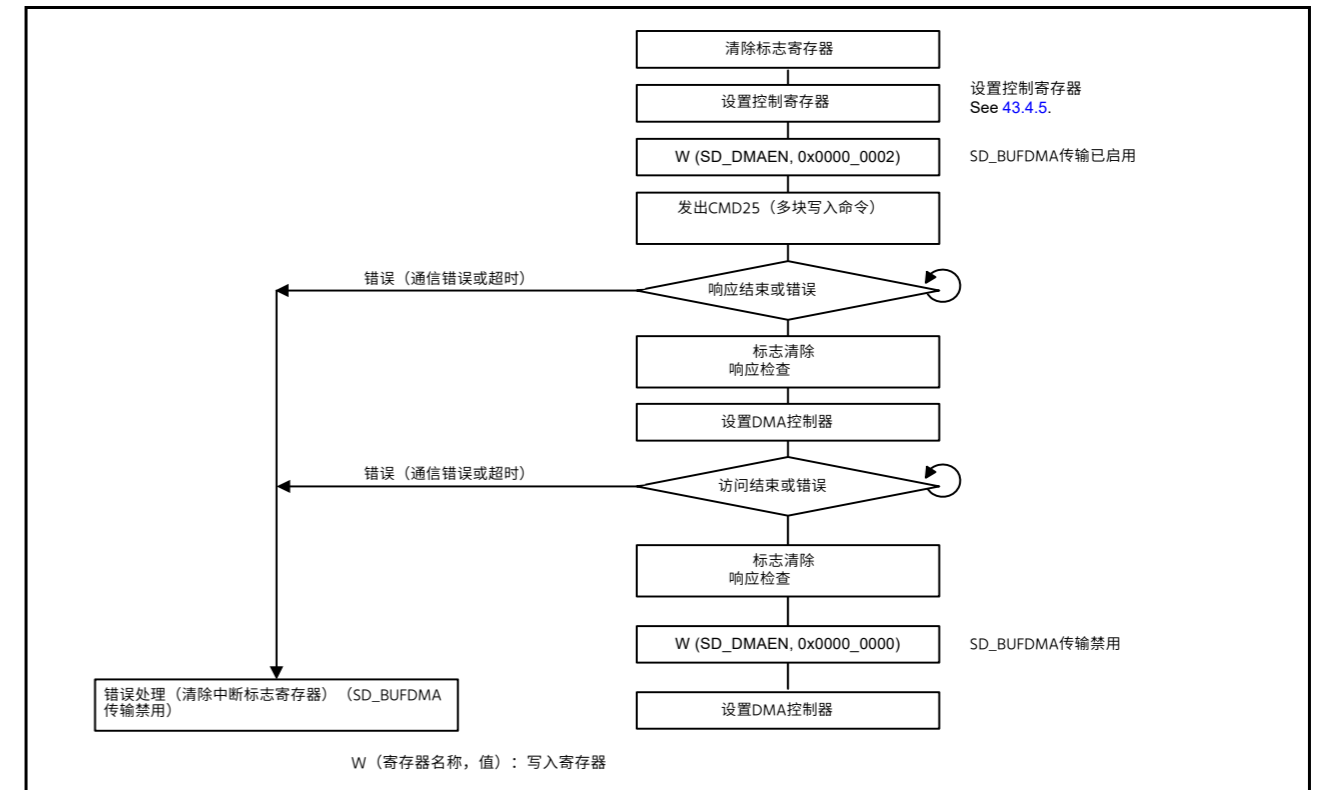 清除标志寄存器
设置控制寄存器
设置控制寄存器
See 43.4.5.
W (SD_DMAEN, 0x0000_0002)
SD_BUFDMA传输已启用
发出CMD25（多块写入命令）
错误（通信错误或超时）
响应结束或错误
标志清除
响应检查
设置DMA控制器
错误（通信错误或超时）
访问结束或错误
标志清除
响应检查
W (SD_DMAEN, 0x0000_0000)
SD_BUFDMA传输禁用
错误处理（清除中断标志寄存器）（SD_BUFDMA
传输禁用）
设置DMA控制器
W（寄存器名称，值）：写入寄存器